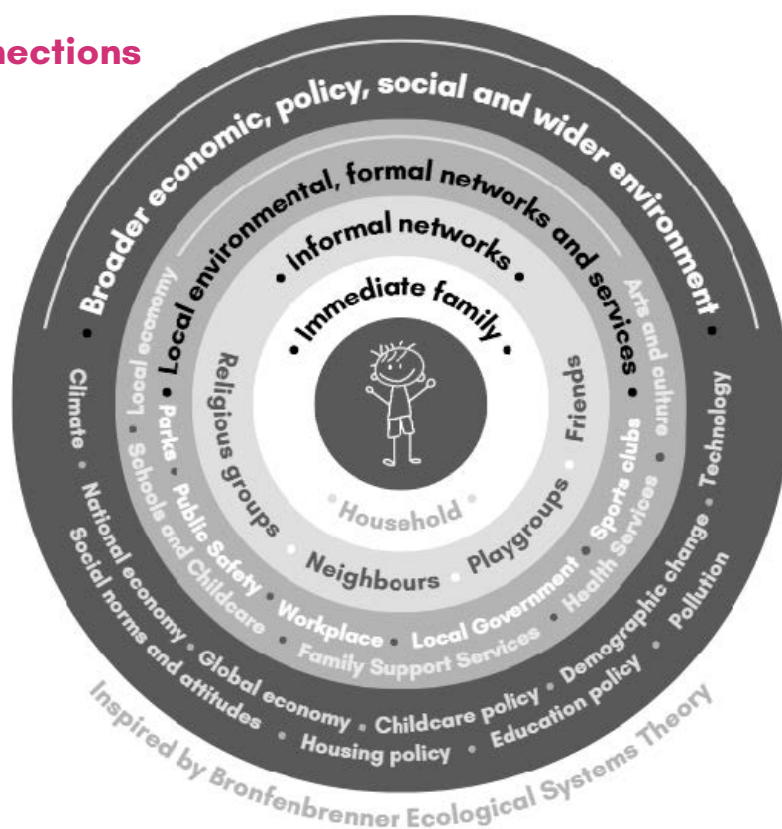 nections
• Broader economic, policy, social and wider environment •
• Local environmental, formal networks and services •
• Informal networks •
• Immediate family •
• Household •
Religious groups • Neighbours • Playgroups • Friends
Parks • Public Safety • Workplace • Local Government • Sports clubs
Local economy • Schools and Childcare • Family Support Services • Health Services • Arts and culture
Climate • National economy • Global economy • Childcare policy • Demographic change • Technology
Social norms and attitudes • Housing policy • Education policy • Pollution
Inspired by Bronfenbrenner Ecological Systems Theory